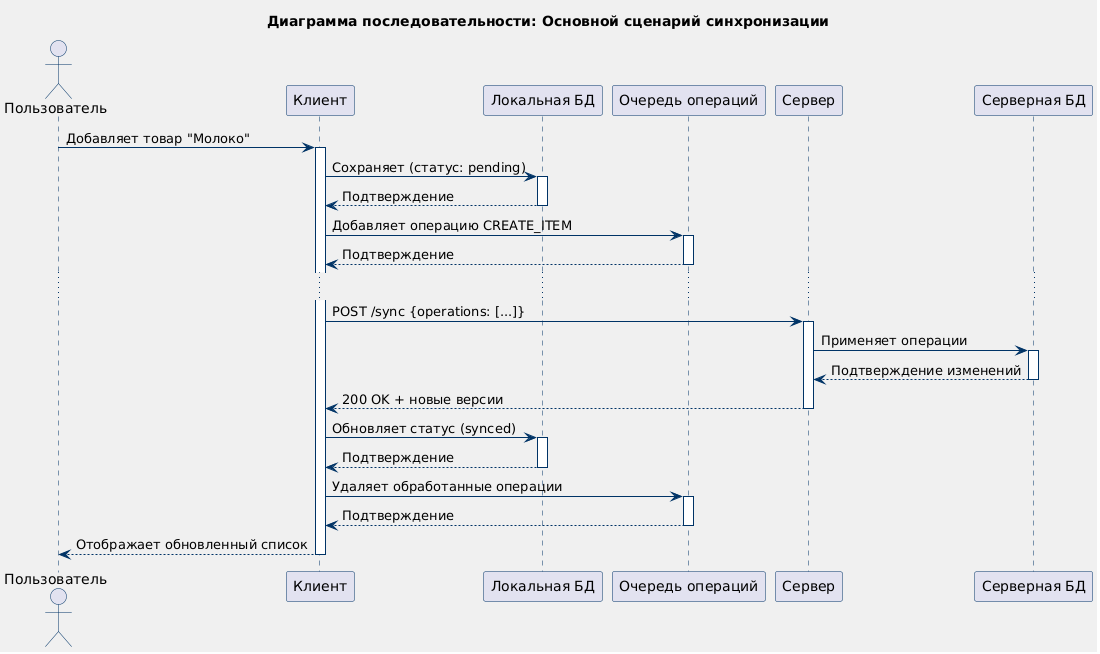 Диаграмма последовательности: Основной сценарий синхронизации
Пользователь
Клиент
Локальная БД
Очередь операций
Сервер
Серверная БД
Добавляет товар "Молоко"
Сохраняет (статус: pending)
Подтверждение
Добавляет операцию CREATE_ITEM
Подтверждение
POST /sync {operations: [...]}
Применяет операции
Подтверждение изменений
200 OK + новые версии
Обновляет статус (synced)
Подтверждение
Удаляет обработанные операции
Подтверждение
Отображает обновленный список
Пользователь
Клиент
Локальная БД
Очередь операций
Сервер
Серверная БД